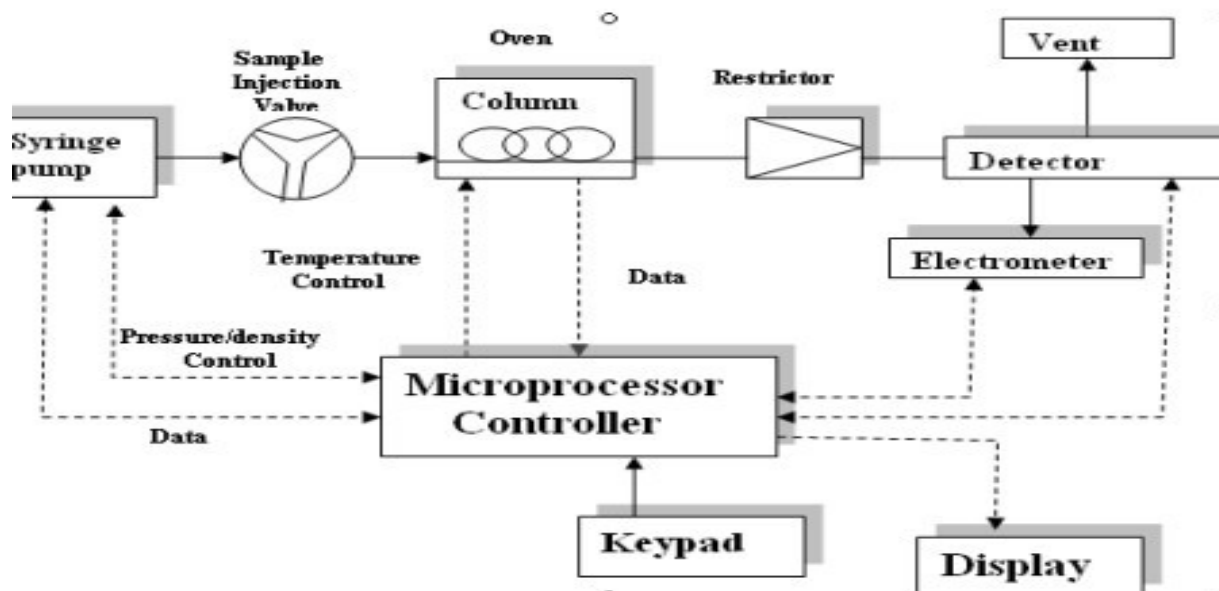 Oven
Vent
Sample
Injection
Valve
Restrictor
Column
Syringe
pump
Detector
Temperature
Control
Data
Electrometer
Pressure/density
Control
Microprocessor
Controller
Data
Keypad
Display